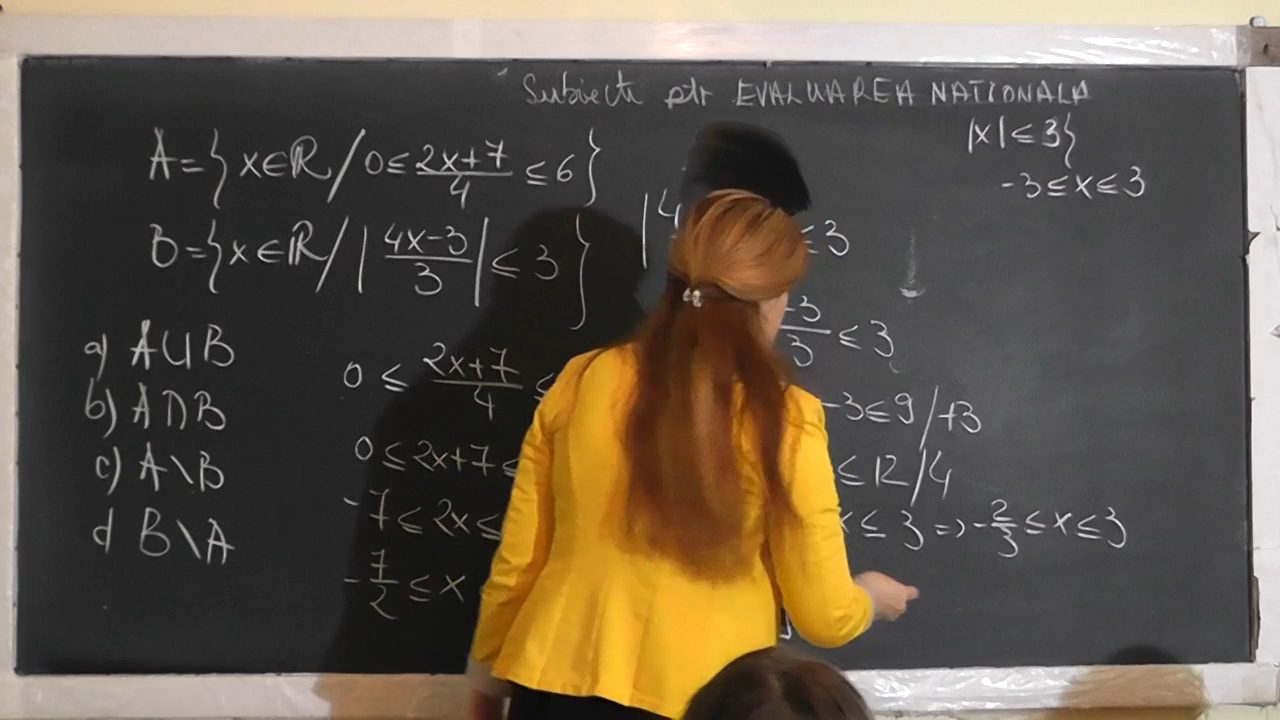 Subiecti ptr EVALUAREA NATIONALA
|x| ≤ 3}
-3 ≤ x ≤ 3
A = { x∈R / 0 ≤ (2x+7)/4 ≤ 6 }
B = { x∈R / | (4x-3)/3 | ≤ 3 }
a) A∪B
b) A∩B
c) A\B
d B\A
0 ≤ (2x+7)/4 ≤
0 ≤ 2x+7 ≤
-7 ≤ 2x ≤
-7/2 ≤ x
|4 ≤ 3
-3/3 ≤ 3
-3 ≤ 9 /+3
≤ 12 /4
x ≤ 3 => -2/3 ≤ x ≤ 3